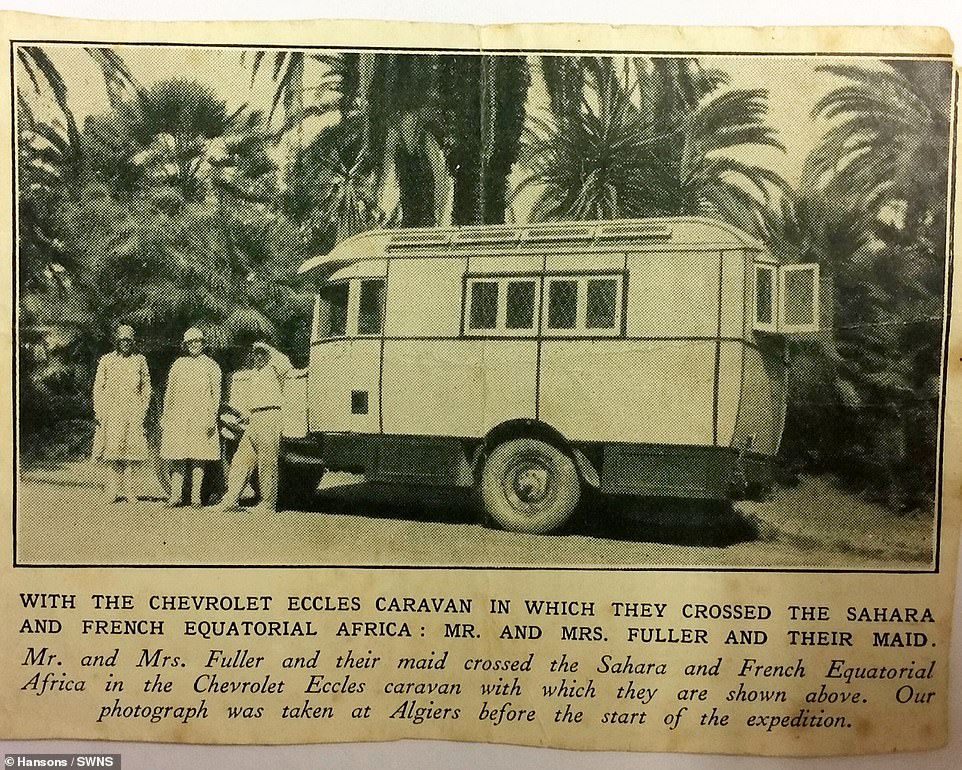 WITH THE CHEVROLET ECCLES CARAVAN IN WHICH THEY CROSSED THE SAHARA
AND FRENCH EQUATORIAL AFRICA : MR. AND MRS. FULLER AND THEIR MAID.
Mr. and Mrs. Fuller and their maid crossed the Sahara and French Equatorial
Africa in the Chevrolet Eccles caravan with which they are shown above. Our
photograph was taken at Algiers before the start of the expedition.
© Hansons / SWNS